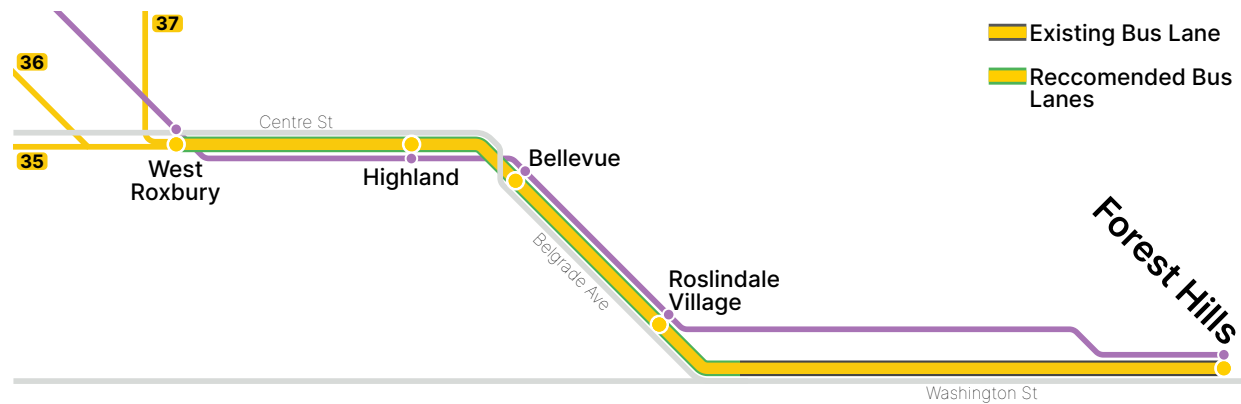 37
Existing Bus Lane
36
Reccomended Bus
Lanes
Centre St
35
West
Roxbury
Highland
Bellevue
Belgrade Ave
Roslindale
Village
Forest Hills
Washington St